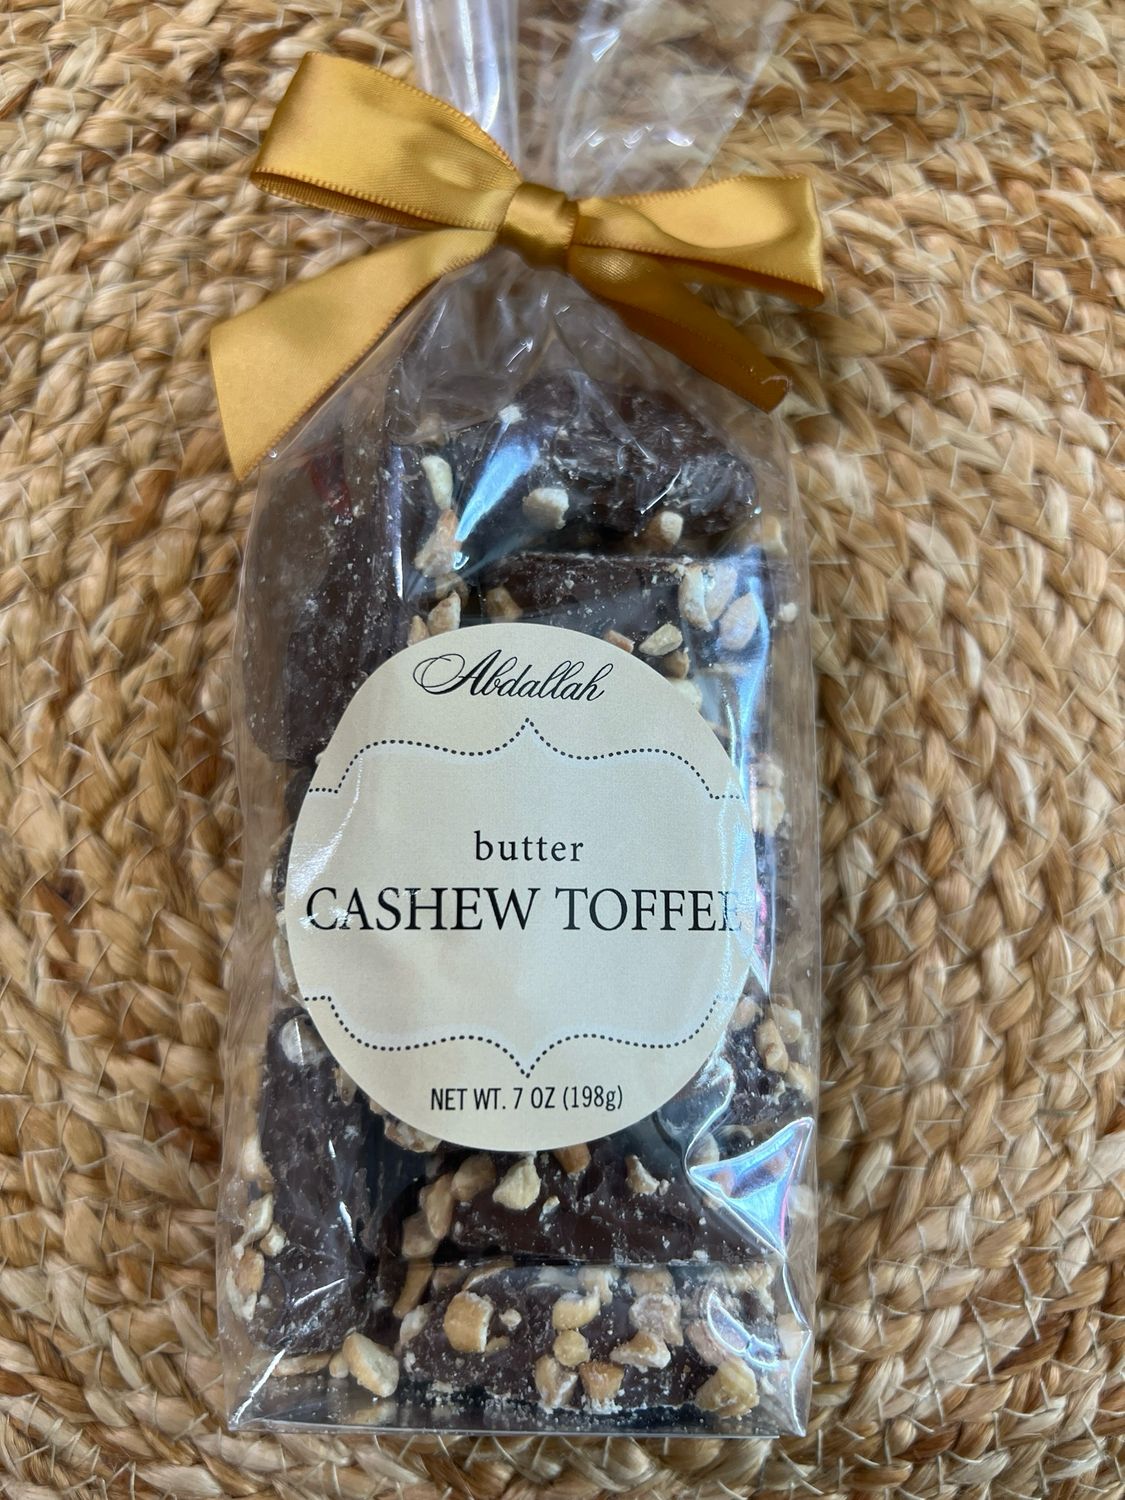 Abdallah
butter
CASHEW TOFFEE
NET WT. 7 OZ (198g)